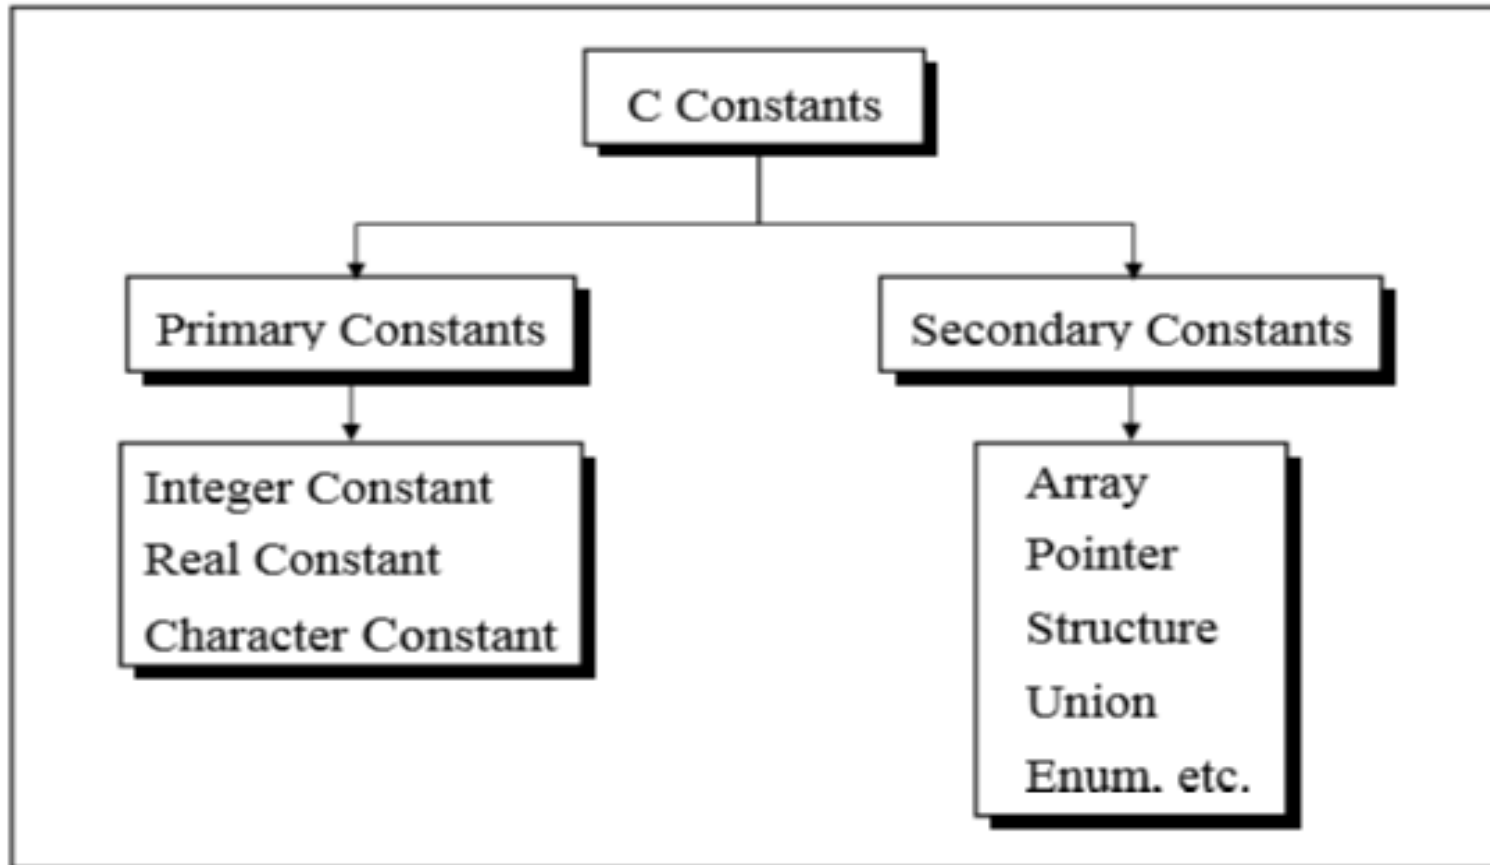 C Constants
Primary Constants
Secondary Constants
Integer Constant
Real Constant
Character Constant
Array
Pointer
Structure
Union
Enum. etc.